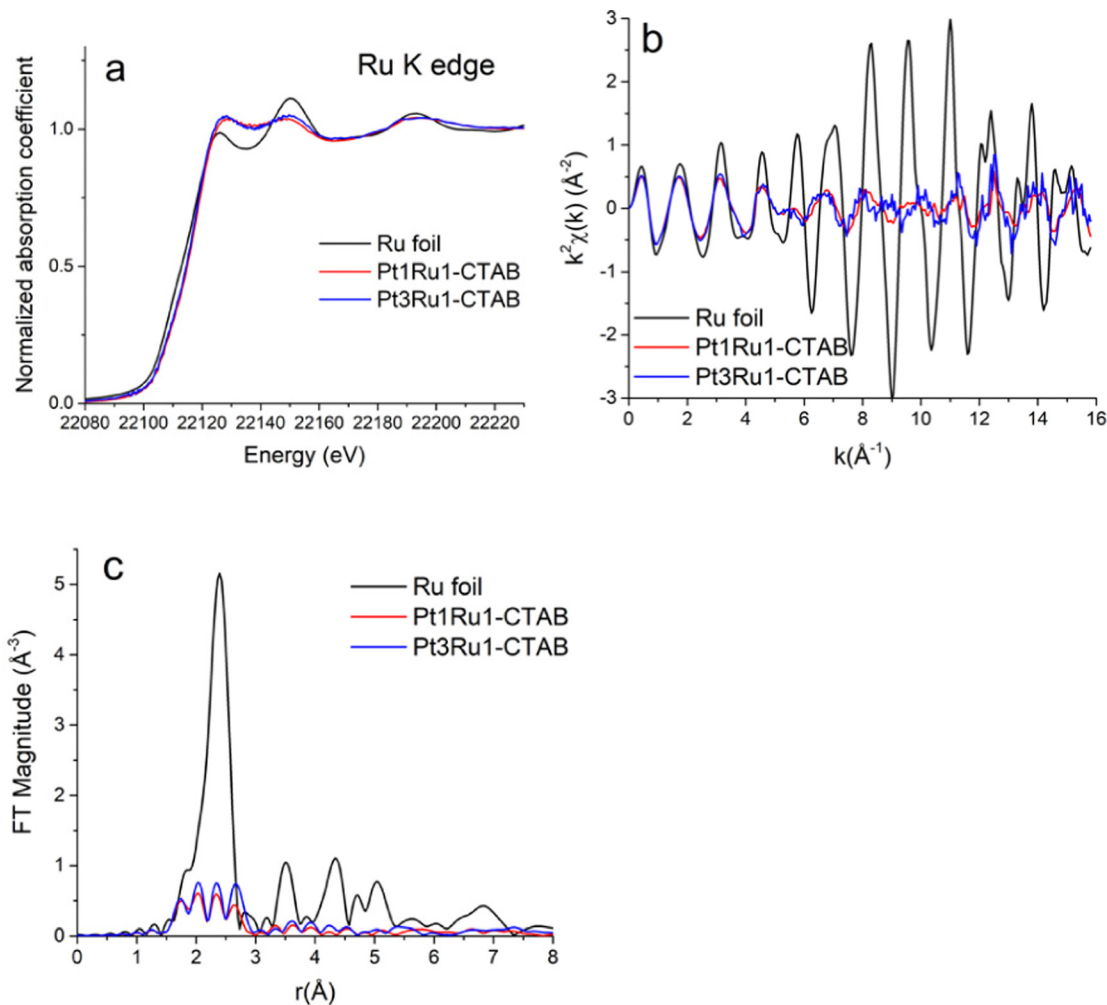 a
Ru K edge
Normalized absorption coefficient
1.0
0.5
0.0
Ru foil
Pt1Ru1-CTAB
Pt3Ru1-CTAB
22080 22100 22120 22140 22160 22180 22200 22220
Energy (eV)
b
k²χ(k) (Å⁻²)
3
2
1
0
-1
-2
-3
Ru foil
Pt1Ru1-CTAB
Pt3Ru1-CTAB
0 2 4 6 8 10 12 14 16
k(Å⁻¹)
c
FT Magnitude (Å⁻³)
5
4
3
2
1
0
Ru foil
Pt1Ru1-CTAB
Pt3Ru1-CTAB
0 1 2 3 4 5 6 7 8
r(Å)